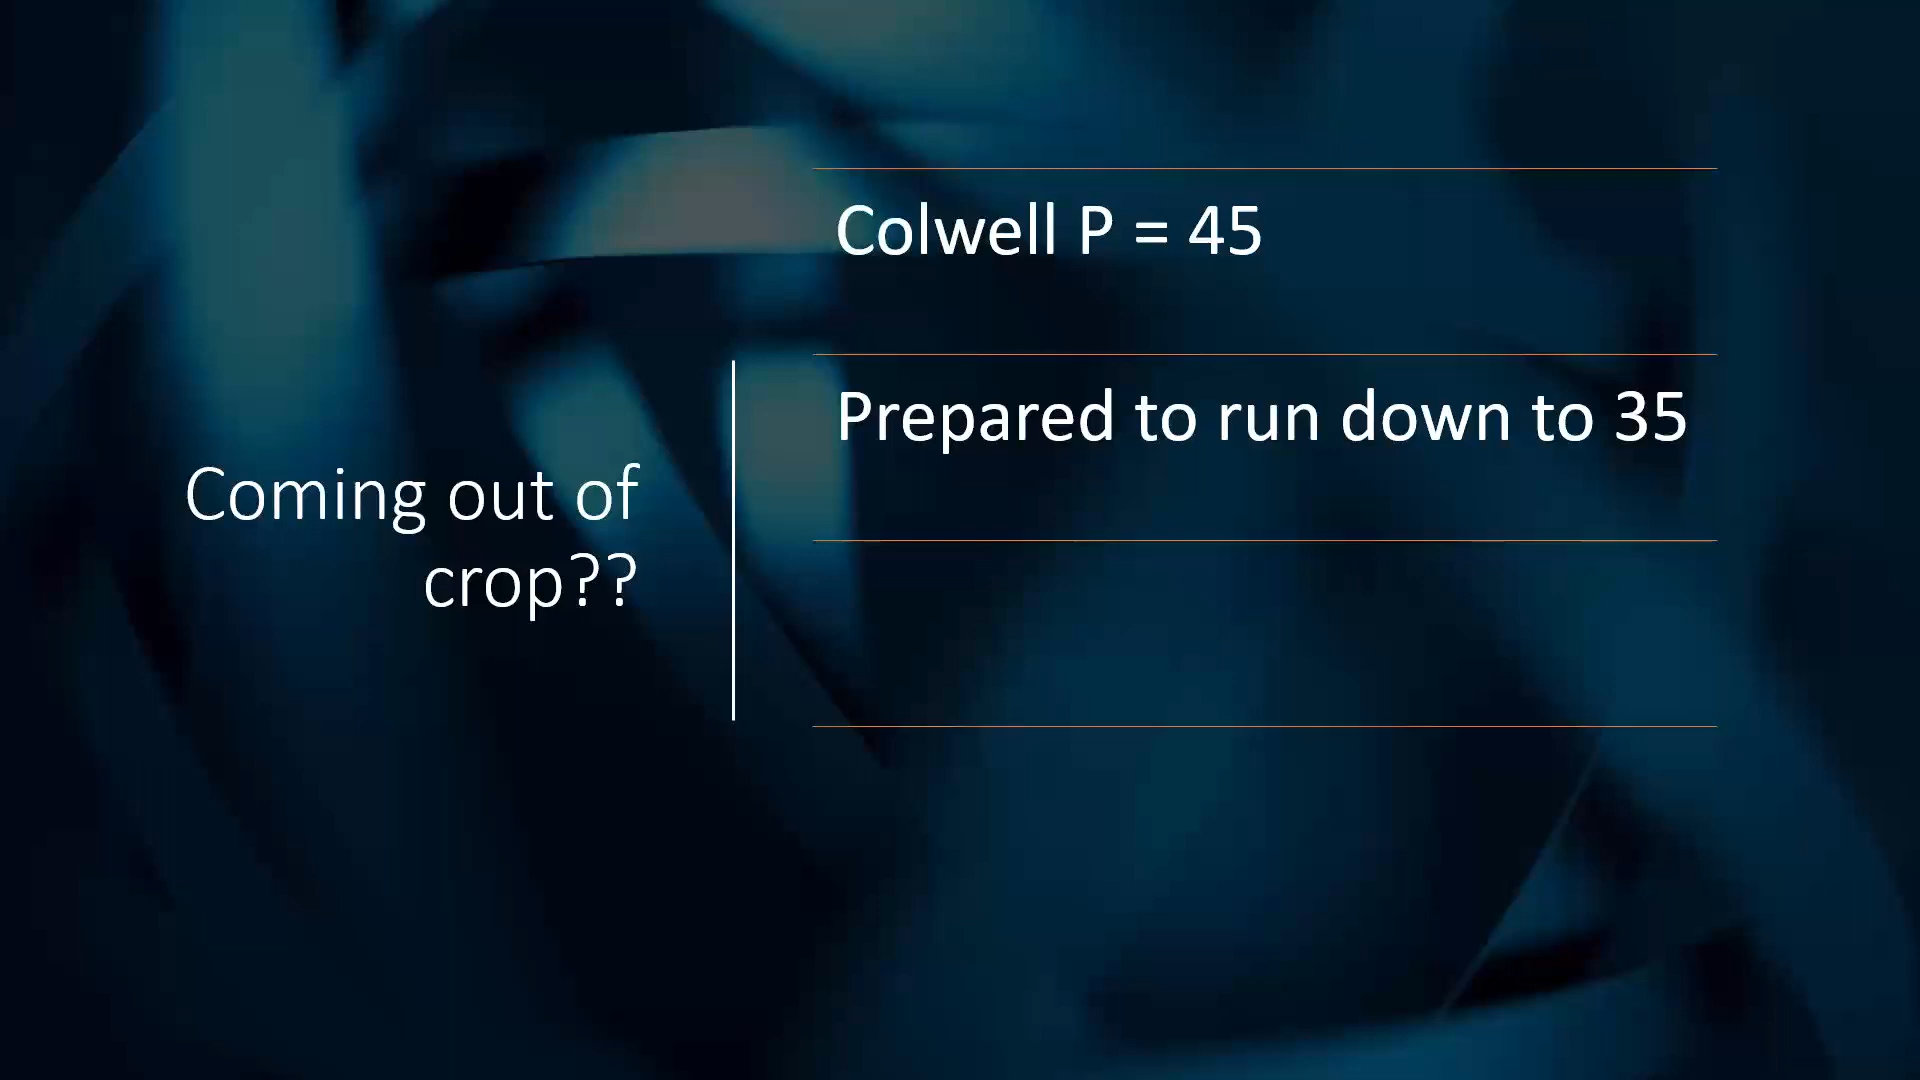 Coming out of
crop??
Colwell P = 45
Prepared to run down to 35